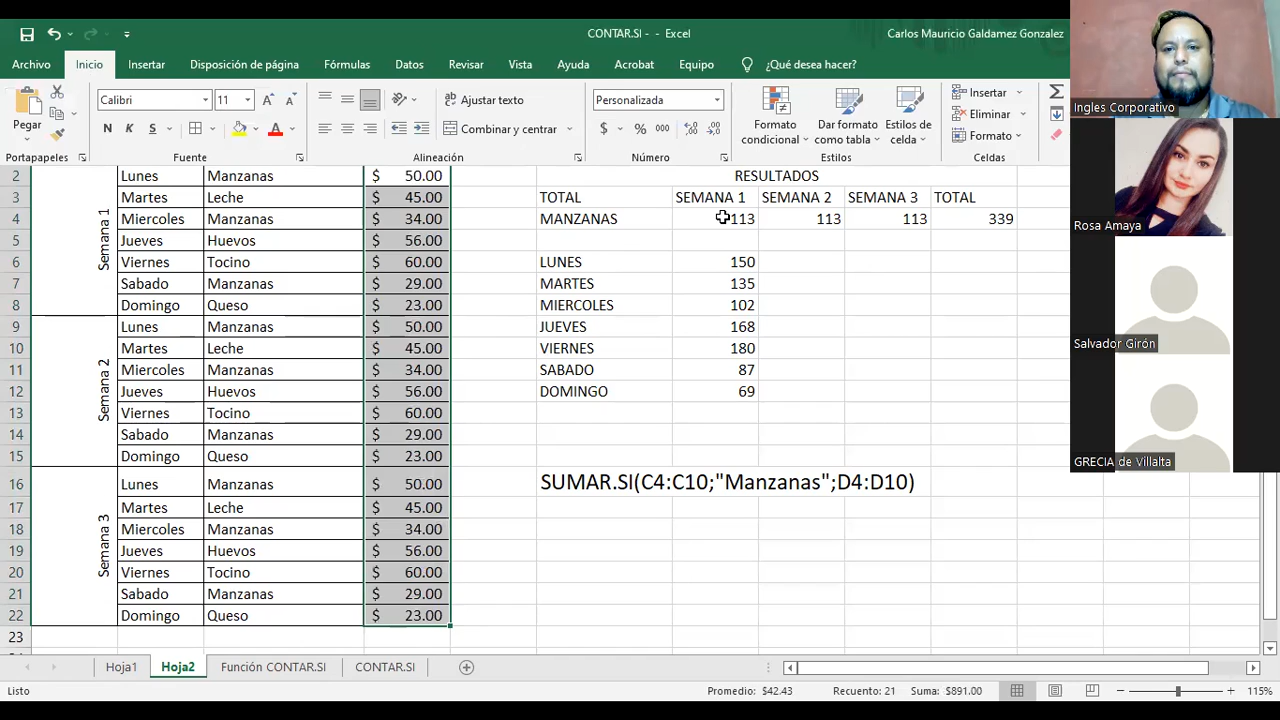 CONTAR.SI - - Excel
Carlos Mauricio Galdamez Gonzalez
Archivo Inicio Insertar Disposición de página Fórmulas Datos Revisar Vista Ayuda Acrobat Equipo ¿Qué desea hacer?
Pegar
Calibri 11
N K S
Ajustar texto
Combinar y centrar
Personalizada
$ % 000
Formato condicional
Dar formato como tabla
Estilos de celda
Insertar
Eliminar
Formato
Portapapeles Fuente Alineación Número Estilos Celdas
2 Lunes Manzanas $ 50.00 RESULTADOS
3 Martes Leche $ 45.00 TOTAL SEMANA 1 SEMANA 2 SEMANA 3 TOTAL
4 Miercoles Manzanas $ 34.00 MANZANAS 113 113 113 339
5 Jueves Huevos $ 56.00
6 Viernes Tocino $ 60.00 LUNES 150
7 Sabado Manzanas $ 29.00 MARTES 135
8 Domingo Queso $ 23.00 MIERCOLES 102
Semana 1
9 Lunes Manzanas $ 50.00 JUEVES 168
10 Martes Leche $ 45.00 VIERNES 180
11 Miercoles Manzanas $ 34.00 SABADO 87
12 Jueves Huevos $ 56.00 DOMINGO 69
13 Viernes Tocino $ 60.00
14 Sabado Manzanas $ 29.00
15 Domingo Queso $ 23.00
Semana 2
16 Lunes Manzanas $ 50.00 SUMAR.SI(C4:C10;"Manzanas";D4:D10)
17 Martes Leche $ 45.00
18 Miercoles Manzanas $ 34.00
19 Jueves Huevos $ 56.00
20 Viernes Tocino $ 60.00
21 Sabado Manzanas $ 29.00
22 Domingo Queso $ 23.00
Semana 3
23
Hoja1 Hoja2 Función CONTAR.SI CONTAR.SI
Listo Promedio: $42.43 Recuento: 21 Suma: $891.00 115%
Ingles Corporativo
Rosa Amaya
Salvador Girón
GRECIA de Villalta